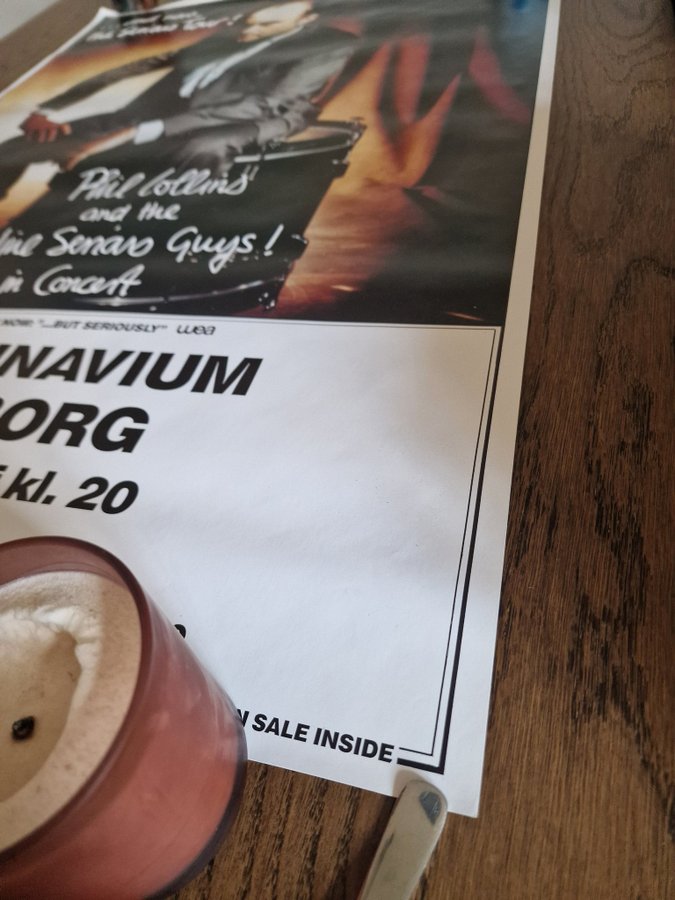 the Serious Tour!
Phil Collins
and the
Serious Guys!
in Concert
NOW: "...BUT SERIOUSLY" wea
NAVIUM
ORG
kl. 20
N SALE INSIDE